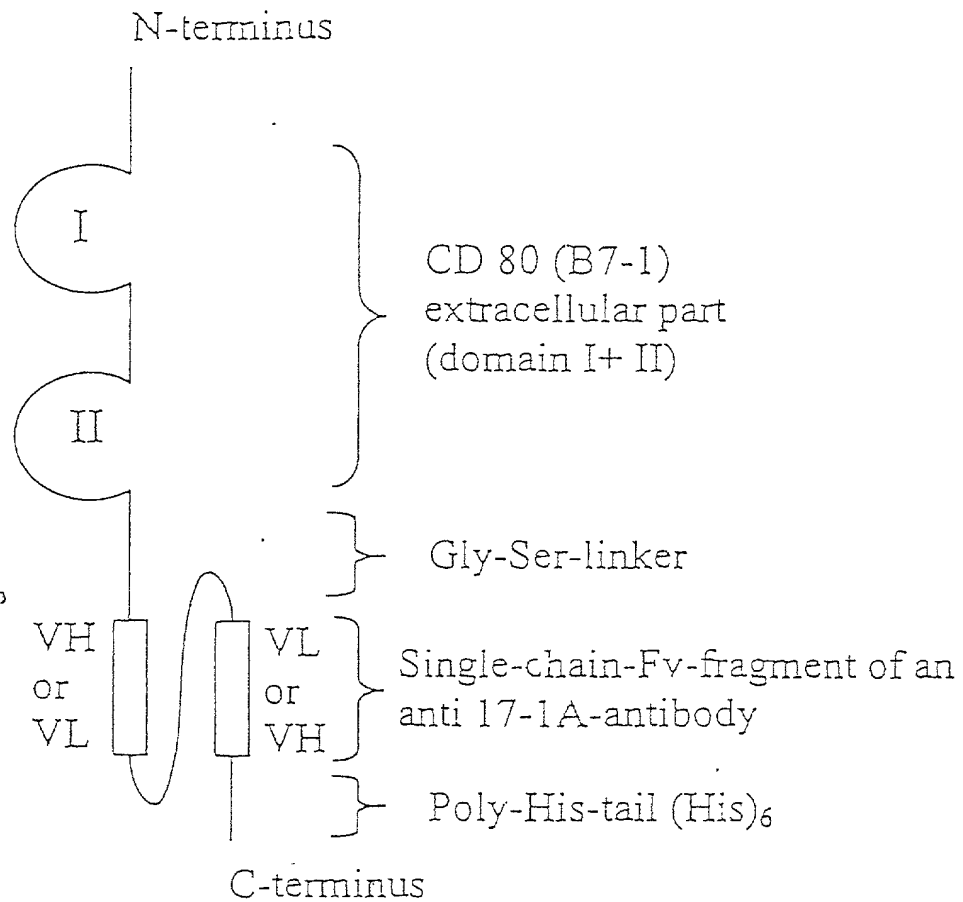 N-terminus
I
CD 80 (B7-1)
extracellular part
(domain I+ II)
II
Gly-Ser-linker
VH
or
VL
VL
or
VH
Single-chain-Fv-fragment of an
anti 17-1A-antibody
Poly-His-tail (His)₆
C-terminus